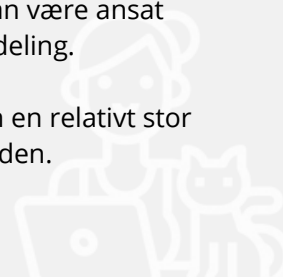 være ansat
deling.
en relativt stor
den.